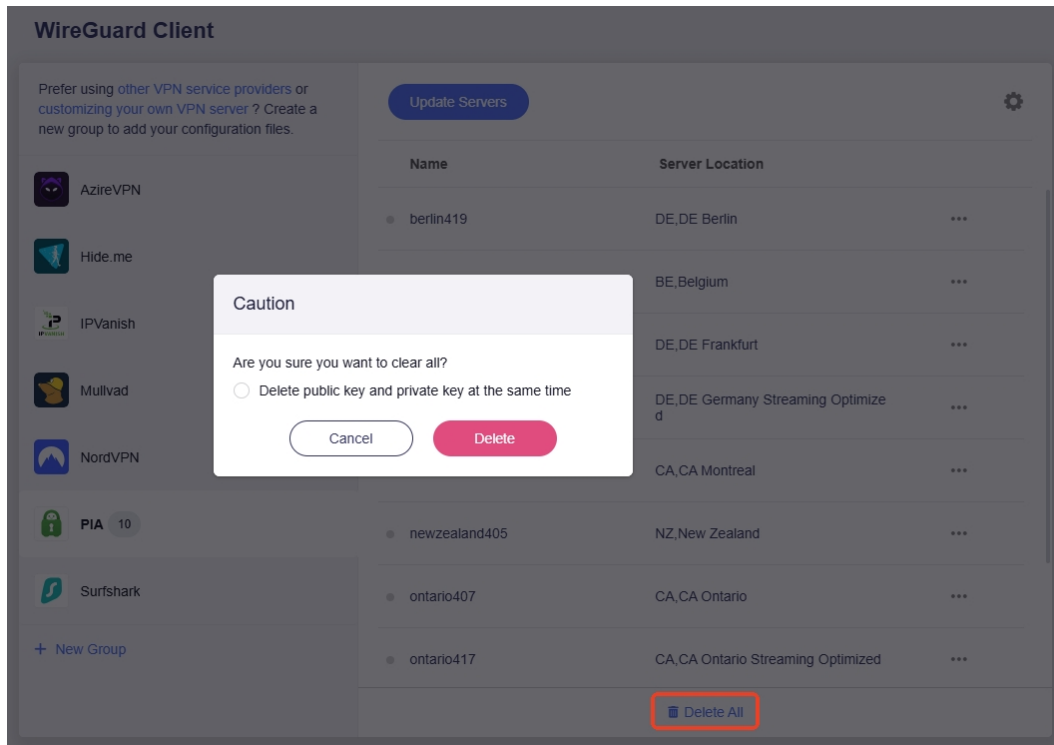 WireGuard Client
Prefer using other VPN service providers or
customizing your own VPN server ? Create a
new group to add your configuration files.
AzireVPN
Hide.me
IPVanish
Mullvad
NordVPN
PIA 10
Surfshark
+ New Group
Update Servers
Name Server Location
berlin419 DE,DE Berlin
BE,Belgium
DE,DE Frankfurt
DE,DE Germany Streaming Optimize
d
CA,CA Montreal
newzealand405 NZ,New Zealand
ontario407 CA,CA Ontario
ontario417 CA,CA Ontario Streaming Optimized
Delete All
Caution
Are you sure you want to clear all?
Delete public key and private key at the same time
Cancel Delete